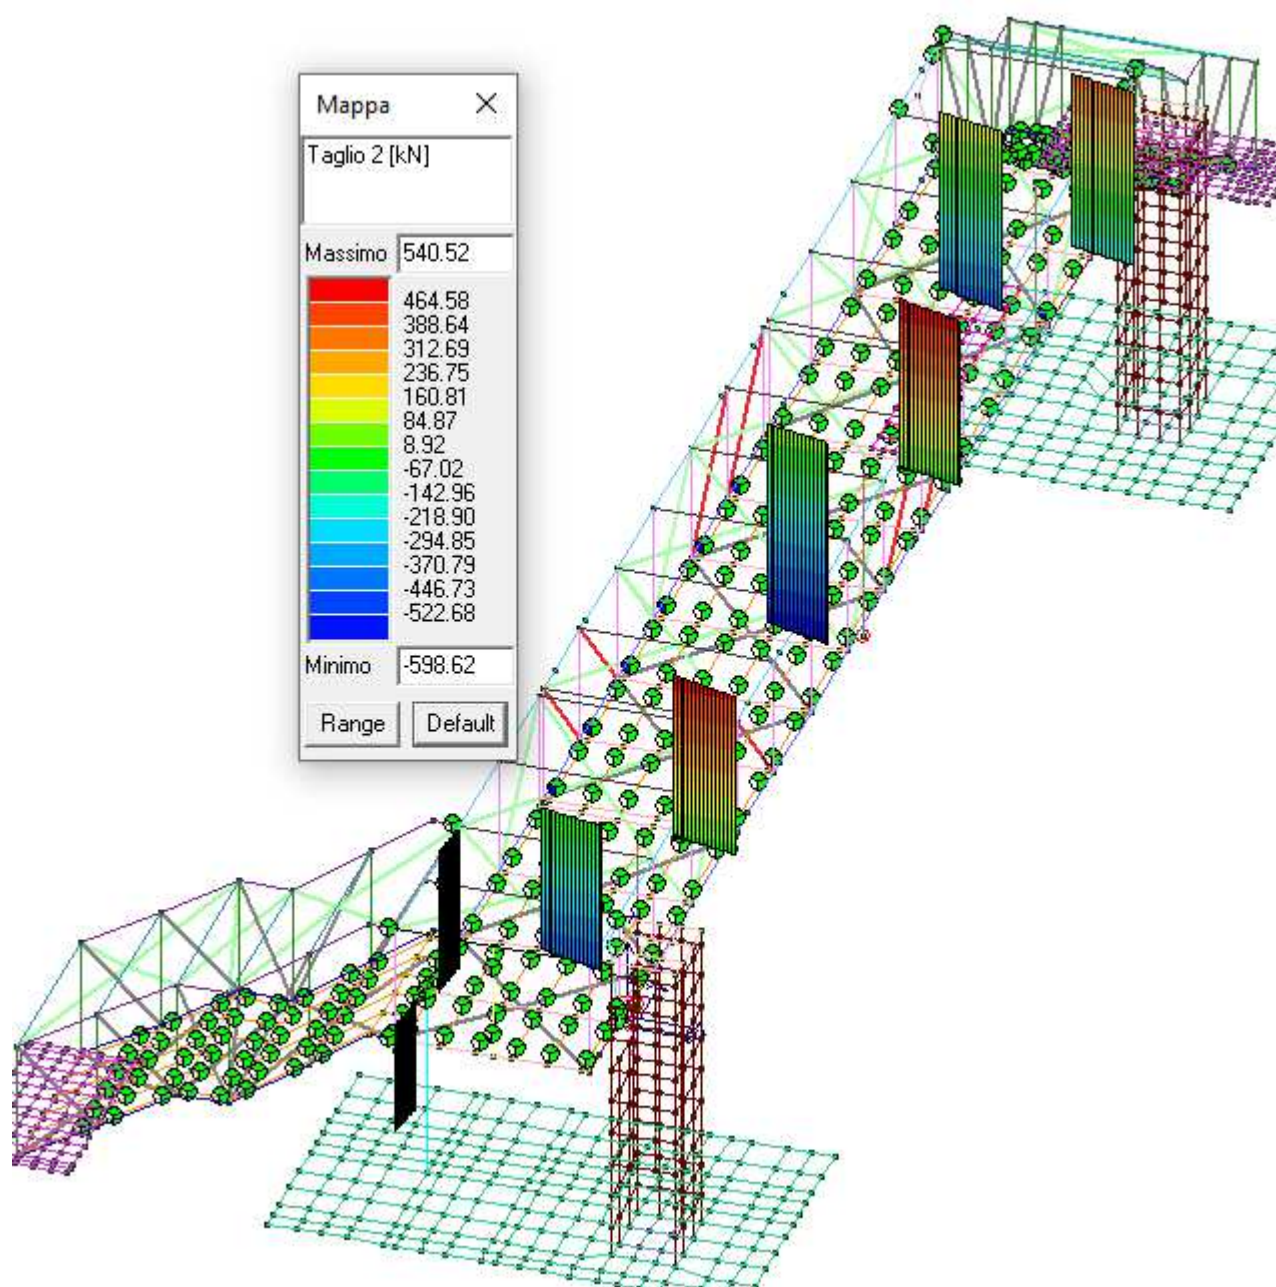 Mappa
Taglio 2 [kN]
Massimo 540.52
464.58
388.64
312.69
236.75
160.81
84.87
8.92
-67.02
-142.96
-218.90
-294.85
-370.79
-446.73
-522.68
Minimo -598.62
Range Default